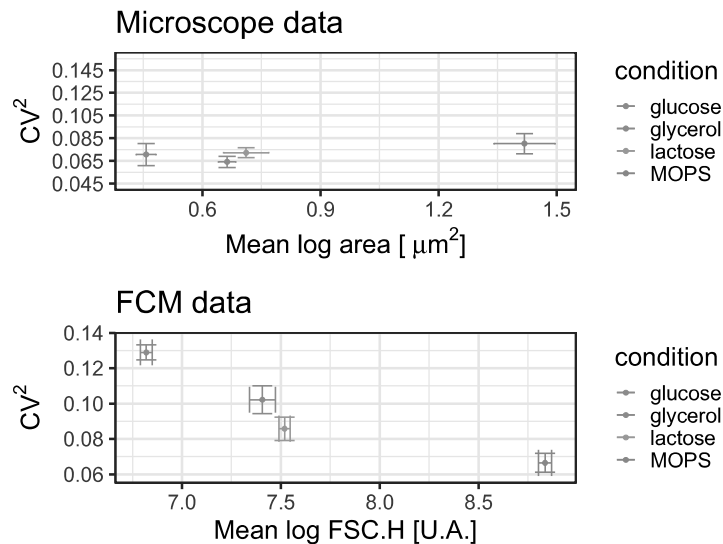 Microscope data
0.145
0.125
0.105
0.085
0.065
0.045
CV²
0.6 0.9 1.2 1.5
Mean log area [ μm²]
condition
glucose
glycerol
lactose
MOPS
FCM data
0.14
0.12
0.10
0.08
0.06
CV²
7.0 7.5 8.0 8.5
Mean log FSC.H [U.A.]
condition
glucose
glycerol
lactose
MOPS